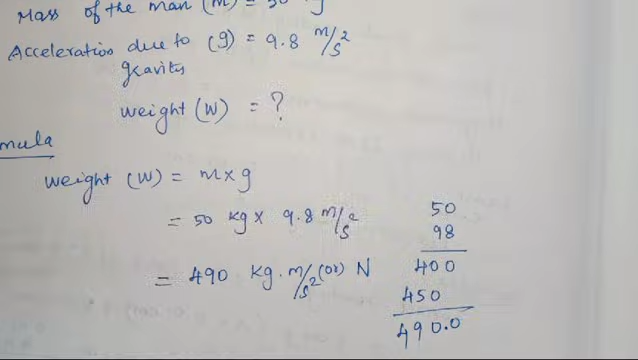 Mass of the man (m) = 50 kg
Acceleration due to (g) = 9.8 m/s²
gravity
weight (W) = ?
mula
weight (W) = m×g
= 50 kg × 9.8 m/s²
= 490 kg. m/s² (or) N
50
98
400
450
490.0